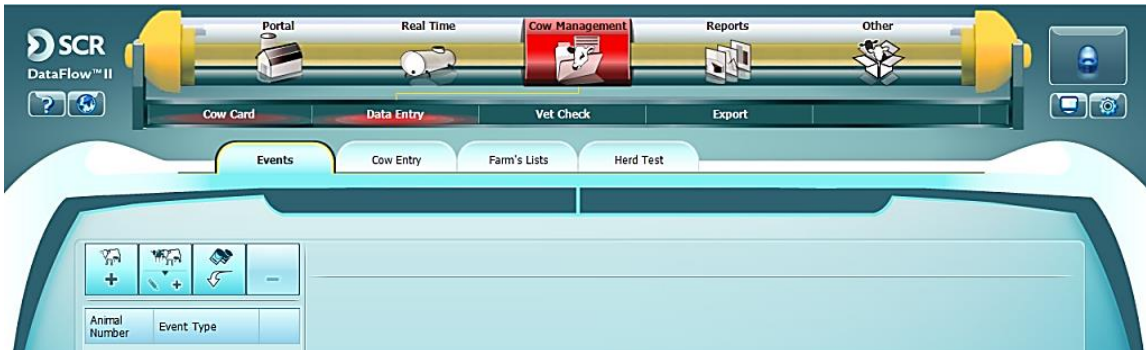 Portal Real Time Cow Management Reports Other
SCR
DataFlow™II
?
Cow Card Data Entry Vet Check Export
Events Cow Entry Farm's Lists Herd Test
Animal Number Event Type